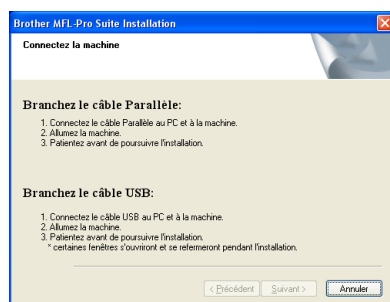 Brother MFL-Pro Suite Installation
Connectez la machine
Branchez le câble Parallèle:
1. Connectez le câble Parallèle au PC et à la machine.
2. Allumez la machine.
3. Patientez avant de poursuivre l'installation.
Branchez le câble USB:
1. Connectez le câble USB au PC et à la machine.
2. Allumez la machine.
3. Patientez avant de poursuivre l'installation.
* certaines fenêtres s'ouvriront et se refermeront pendant l'installation.
< Précédent Suivant > Annuler